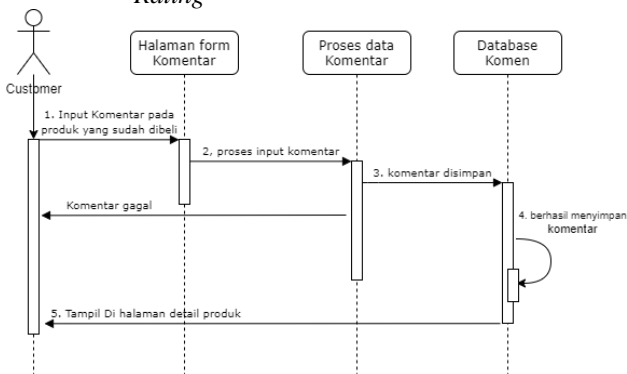 Rating
Halaman form
Komentar
Proses data
Komentar
Database
Komen
Customer
1. Input Komentar pada
produk yang sudah dibeli
2, proses input komentar
3. komentar disimpan
Komentar gagal
4. berhasil menyimpan
komentar
5. Tampil Di halaman detail produk